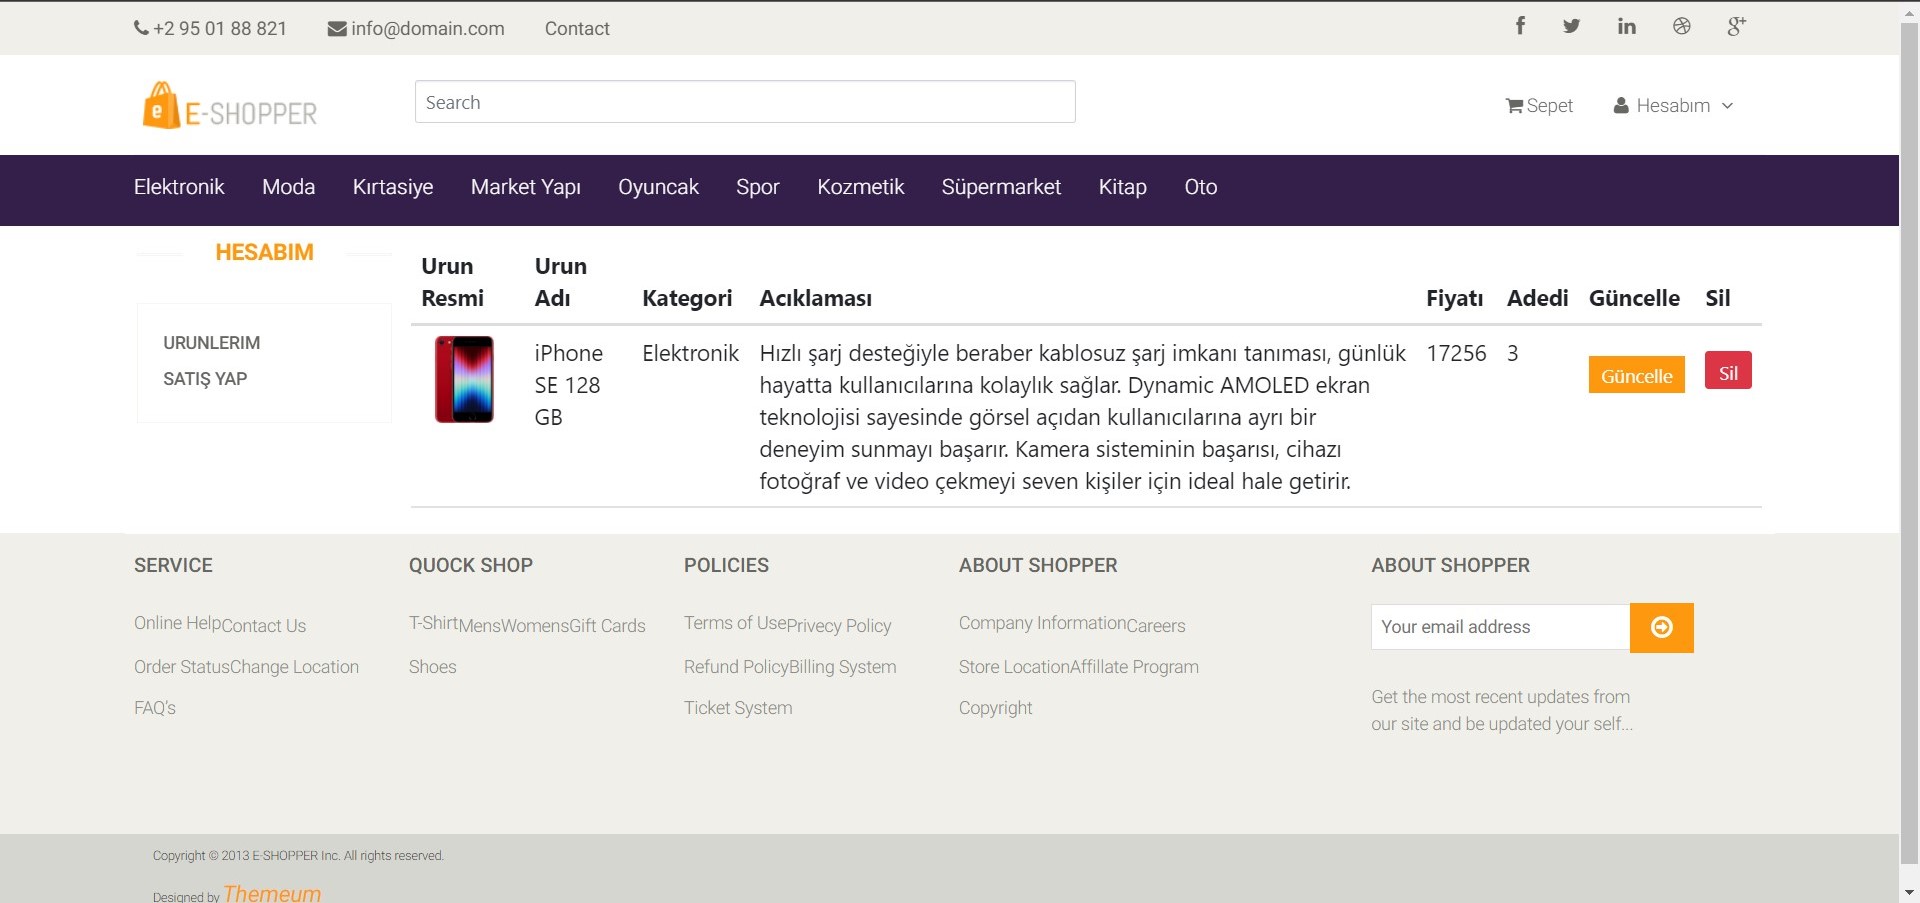 +2 95 01 88 821 info@domain.com Contact
E-SHOPPER
Search
Sepet Hesabım
Elektronik Moda Kırtasiye Market Yapı Oyuncak Spor Kozmetik Süpermarket Kitap Oto
HESABIM
URUNLERIM
SATIŞ YAP
Urun Resmi Urun Adı Kategori Acıklaması Fiyatı Adedi Güncelle Sil
iPhone SE 128 GB
Elektronik
Hızlı şarj desteğiyle beraber kablosuz şarj imkanı tanıması, günlük
hayatta kullanıcılarına kolaylık sağlar. Dynamic AMOLED ekran
teknolojisi sayesinde görsel açıdan kullanıcılarına ayrı bir
deneyim sunmayı başarır. Kamera sisteminin başarısı, cihazı
fotoğraf ve video çekmeyi seven kişiler için ideal hale getirir.
17256 3 Güncelle Sil
SERVICE
Online HelpContact Us
Order StatusChange Location
FAQ's
QUOCK SHOP
T-ShirtMensWomensGift Cards
Shoes
POLICIES
Terms of UsePrivecy Policy
Refund PolicyBilling System
Ticket System
ABOUT SHOPPER
Company InformationCareers
Store LocationAffillate Program
Copyright
ABOUT SHOPPER
Your email address
Get the most recent updates from
our site and be updated your self...
Copyright © 2013 E-SHOPPER Inc. All rights reserved.
Designed by Themeum